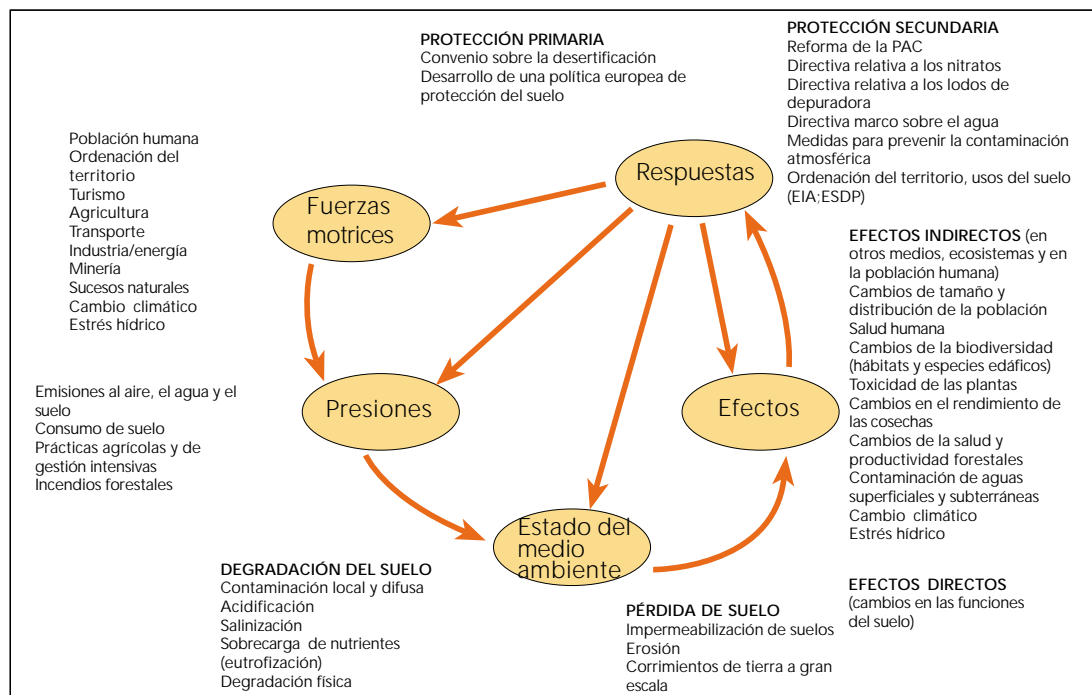 PROTECCIÓN PRIMARIA
Convenio sobre la desertificación
Desarrollo de una política europea de
protección del suelo
PROTECCIÓN SECUNDARIA
Reforma de la PAC
Directiva relativa a los nitratos
Directiva relativa a los lodos de
depuradora
Directiva marco sobre el agua
Medidas para prevenir la contaminación
atmosférica
Ordenación del territorio, usos del suelo
(EIA;ESDP)
Población humana
Ordenación del
territorio
Turismo
Agricultura
Transporte
Industria/energía
Minería
Sucesos naturales
Cambio climático
Estrés hídrico
Fuerzas
motrices
Respuestas
EFECTOS INDIRECTOS (en
otros medios, ecosistemas y en
la población humana)
Cambios de tamaño y
distribución de la población
Salud humana
Cambios de la biodiversidad
(hábitats y especies edáficos)
Toxicidad de las plantas
Cambios en el rendimiento de
las cosechas
Cambios de la salud y
productividad forestales
Contaminación de aguas
superficiales y subterráneas
Cambio climático
Estrés hídrico
Emisiones al aire, el agua y el
suelo
Consumo de suelo
Prácticas agrícolas y de
gestión intensivas
Incendios forestales
Presiones
Efectos
Estado del
medio
ambiente
DEGRADACIÓN DEL SUELO
Contaminación local y difusa
Acidificación
Salinización
Sobrecarga de nutrientes
(eutrofización)
Degradación física
PÉRDIDA DE SUELO
Impermeabilización de suelos
Erosión
Corrimientos de tierra a gran
escala
EFECTOS DIRECTOS
(cambios en las funciones
del suelo)